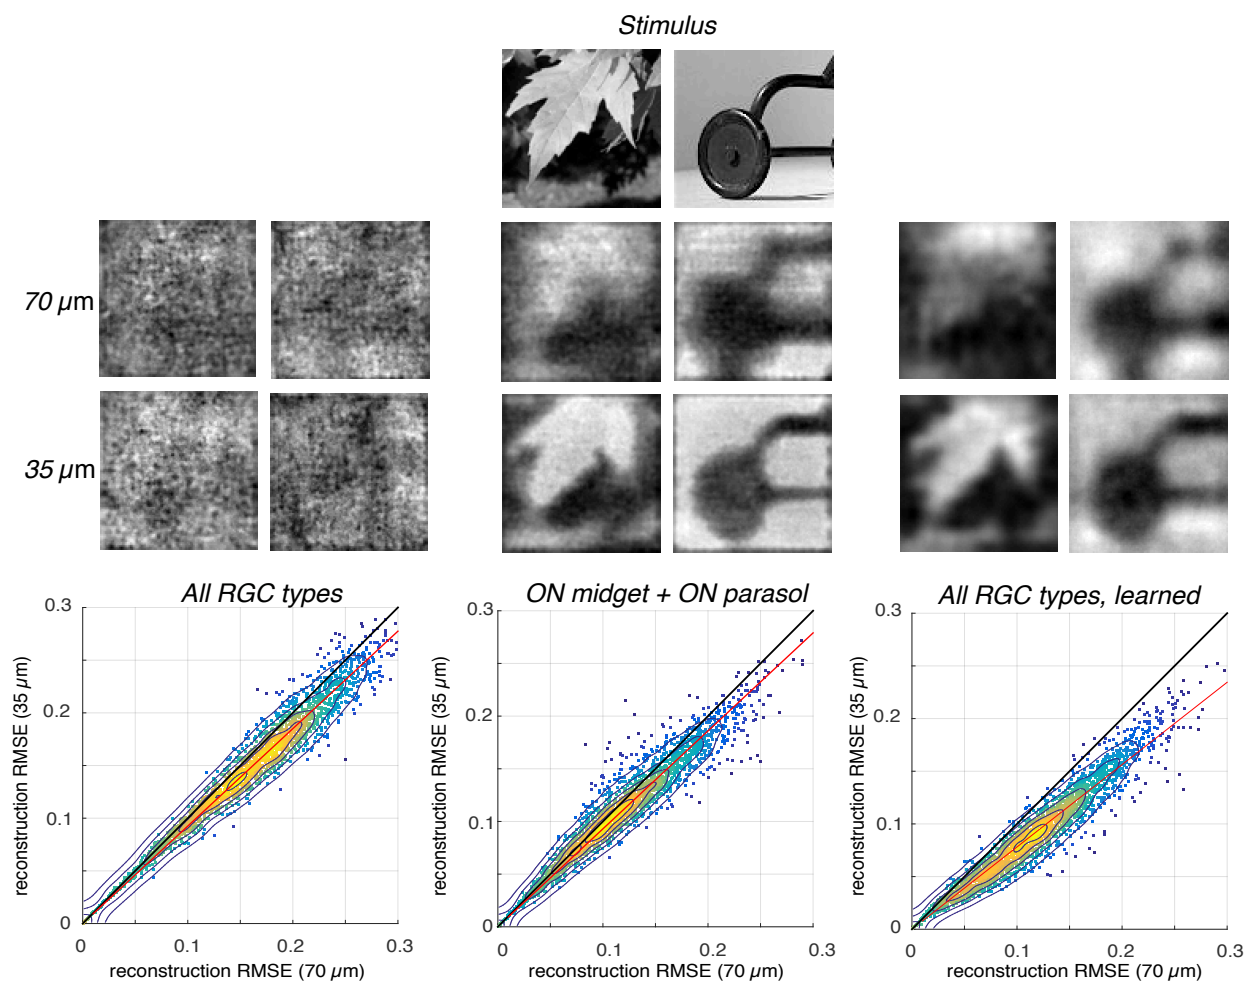 Stimulus
70 µm
35 µm
All RGC types
ON midget + ON parasol
All RGC types, learned
0.3
0.2
0.1
0
reconstruction RMSE (35 µm)
0
0.1
0.2
0.3
reconstruction RMSE (70 µm)
0.3
0.2
0.1
0
reconstruction RMSE (35 µm)
0
0.1
0.2
0.3
reconstruction RMSE (70 µm)
0.3
0.2
0.1
0
reconstruction RMSE (35 µm)
0
0.1
0.2
0.3
reconstruction RMSE (70 µm)